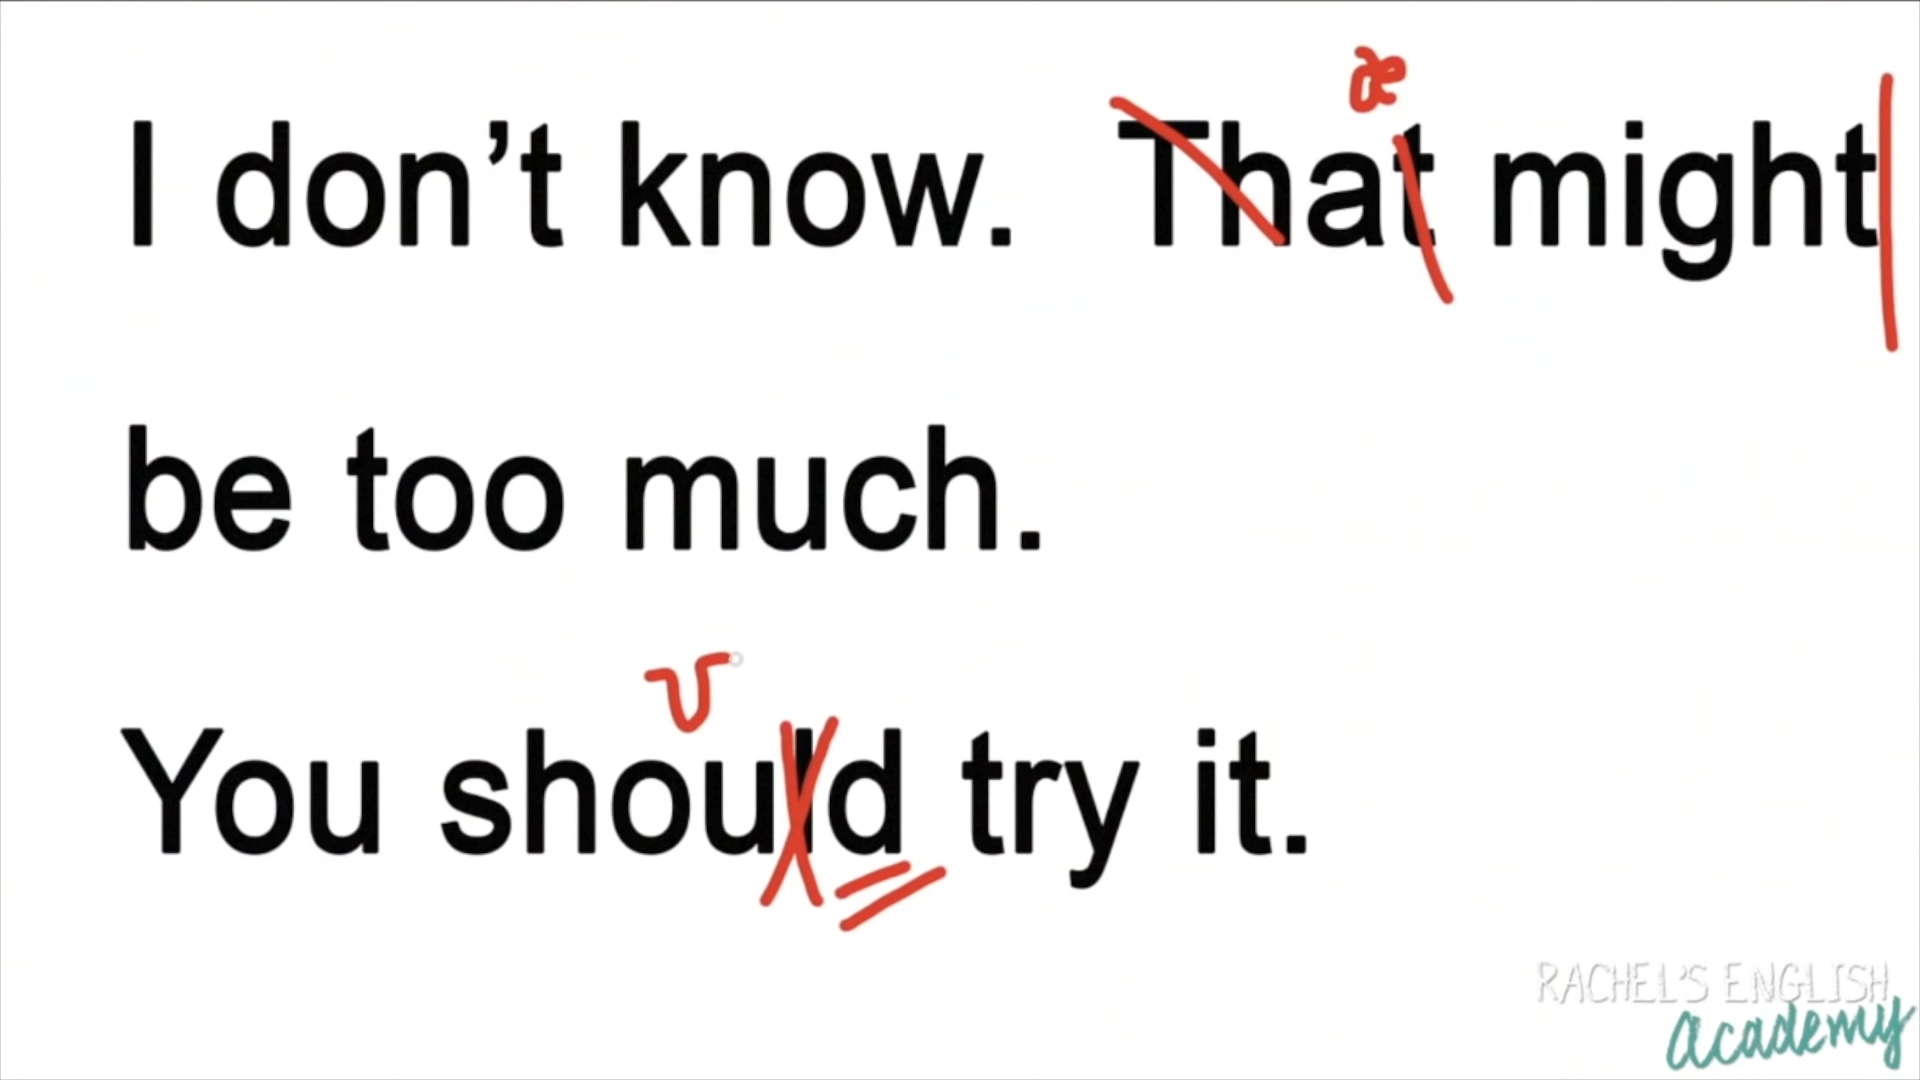 æ
I don't know. That might
be too much.
ʊ
You should try it.
RACHEL'S ENGLISH
academy